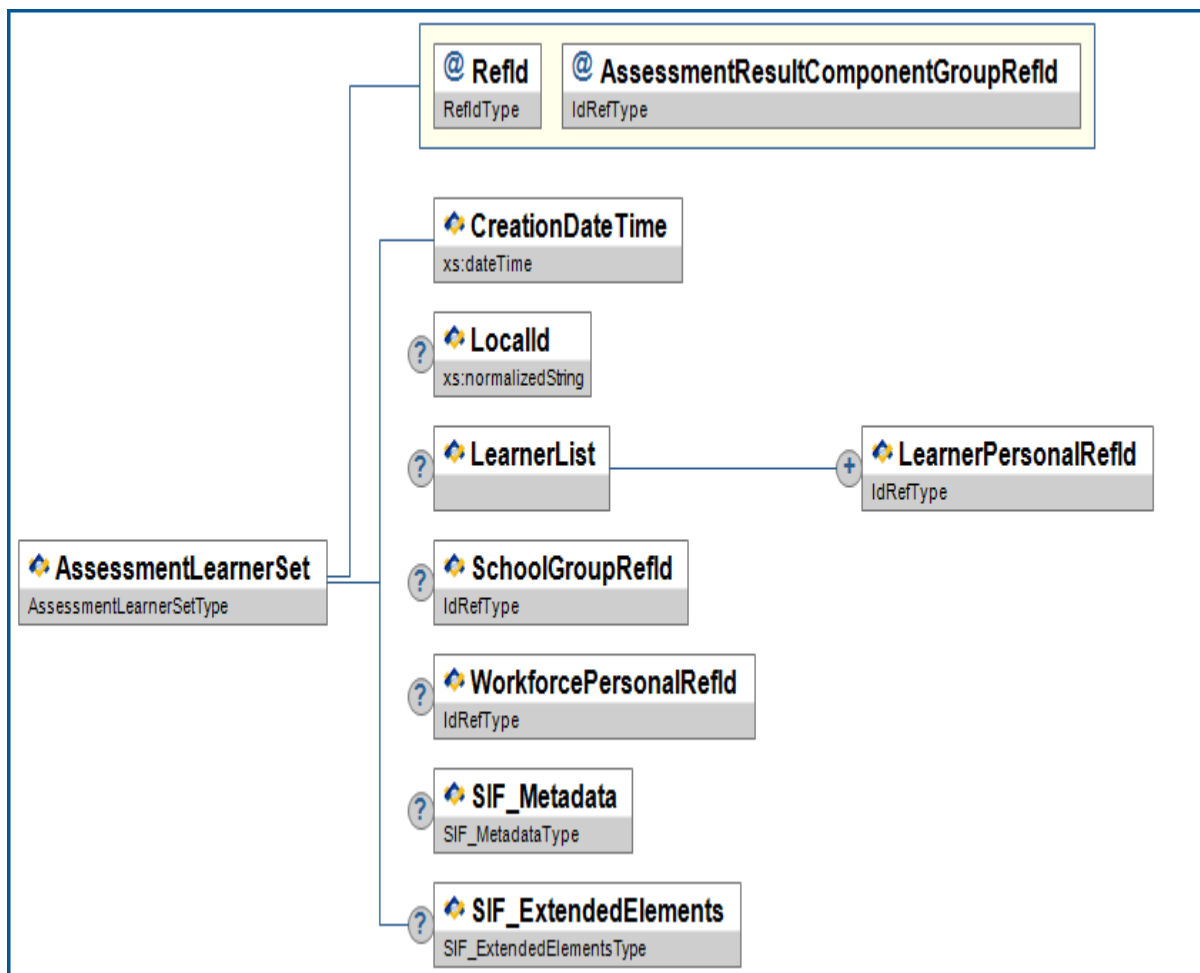 @ RefId
RefIdType
@ AssessmentResultComponentGroupRefId
IdRefType
CreationDateTime
xs:dateTime
? LocalId
xs:normalizedString
? LearnerList
+ LearnerPersonalRefId
IdRefType
AssessmentLearnerSet
AssessmentLearnerSetType
? SchoolGroupRefId
IdRefType
? WorkforcePersonalRefId
IdRefType
? SIF_Metadata
SIF_MetadataType
? SIF_ExtendedElements
SIF_ExtendedElementsType